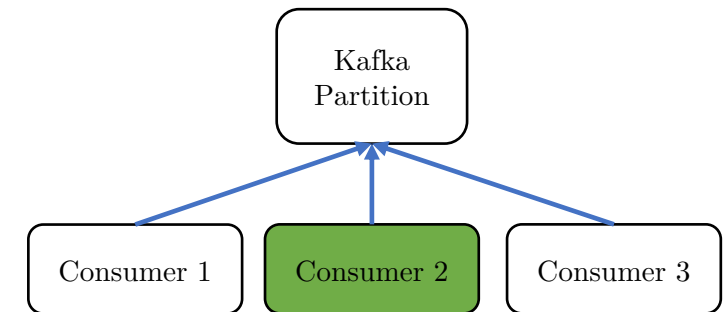 Kafka
Partition
Consumer 1
Consumer 2
Consumer 3